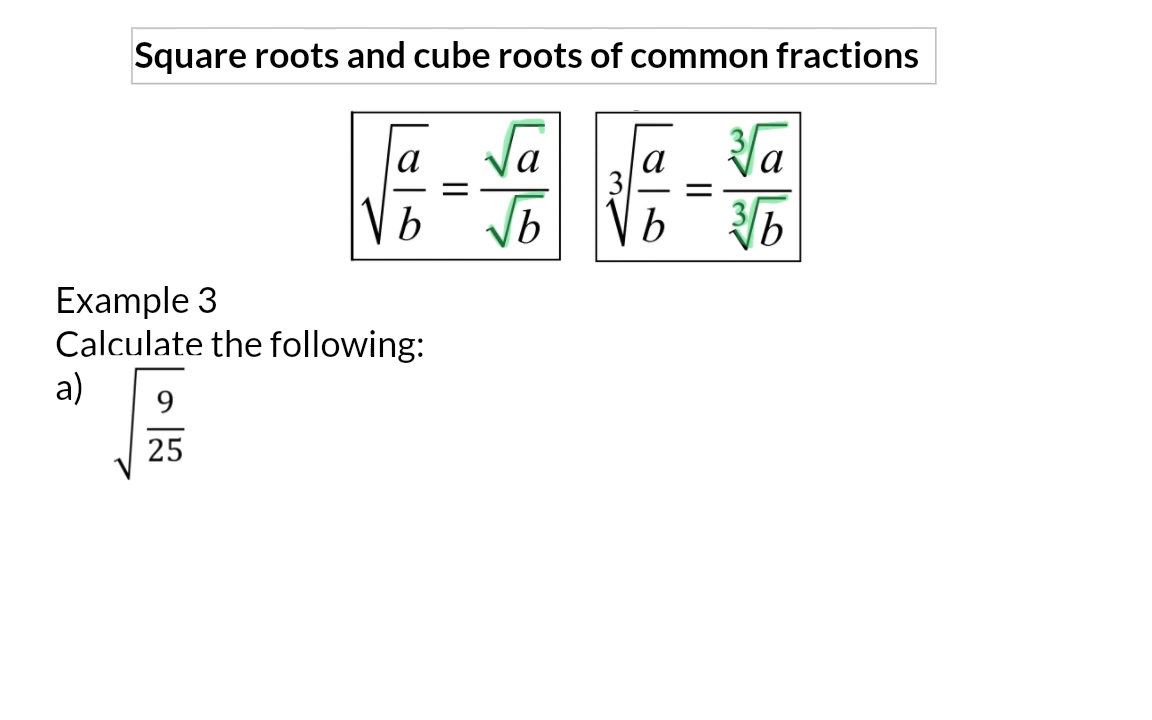 Square roots and cube roots of common fractions
√(a/b) = √a/√b    ∛(a/b) = ∛a/∛b
Example 3
Calculate the following:
a) √(9/25)